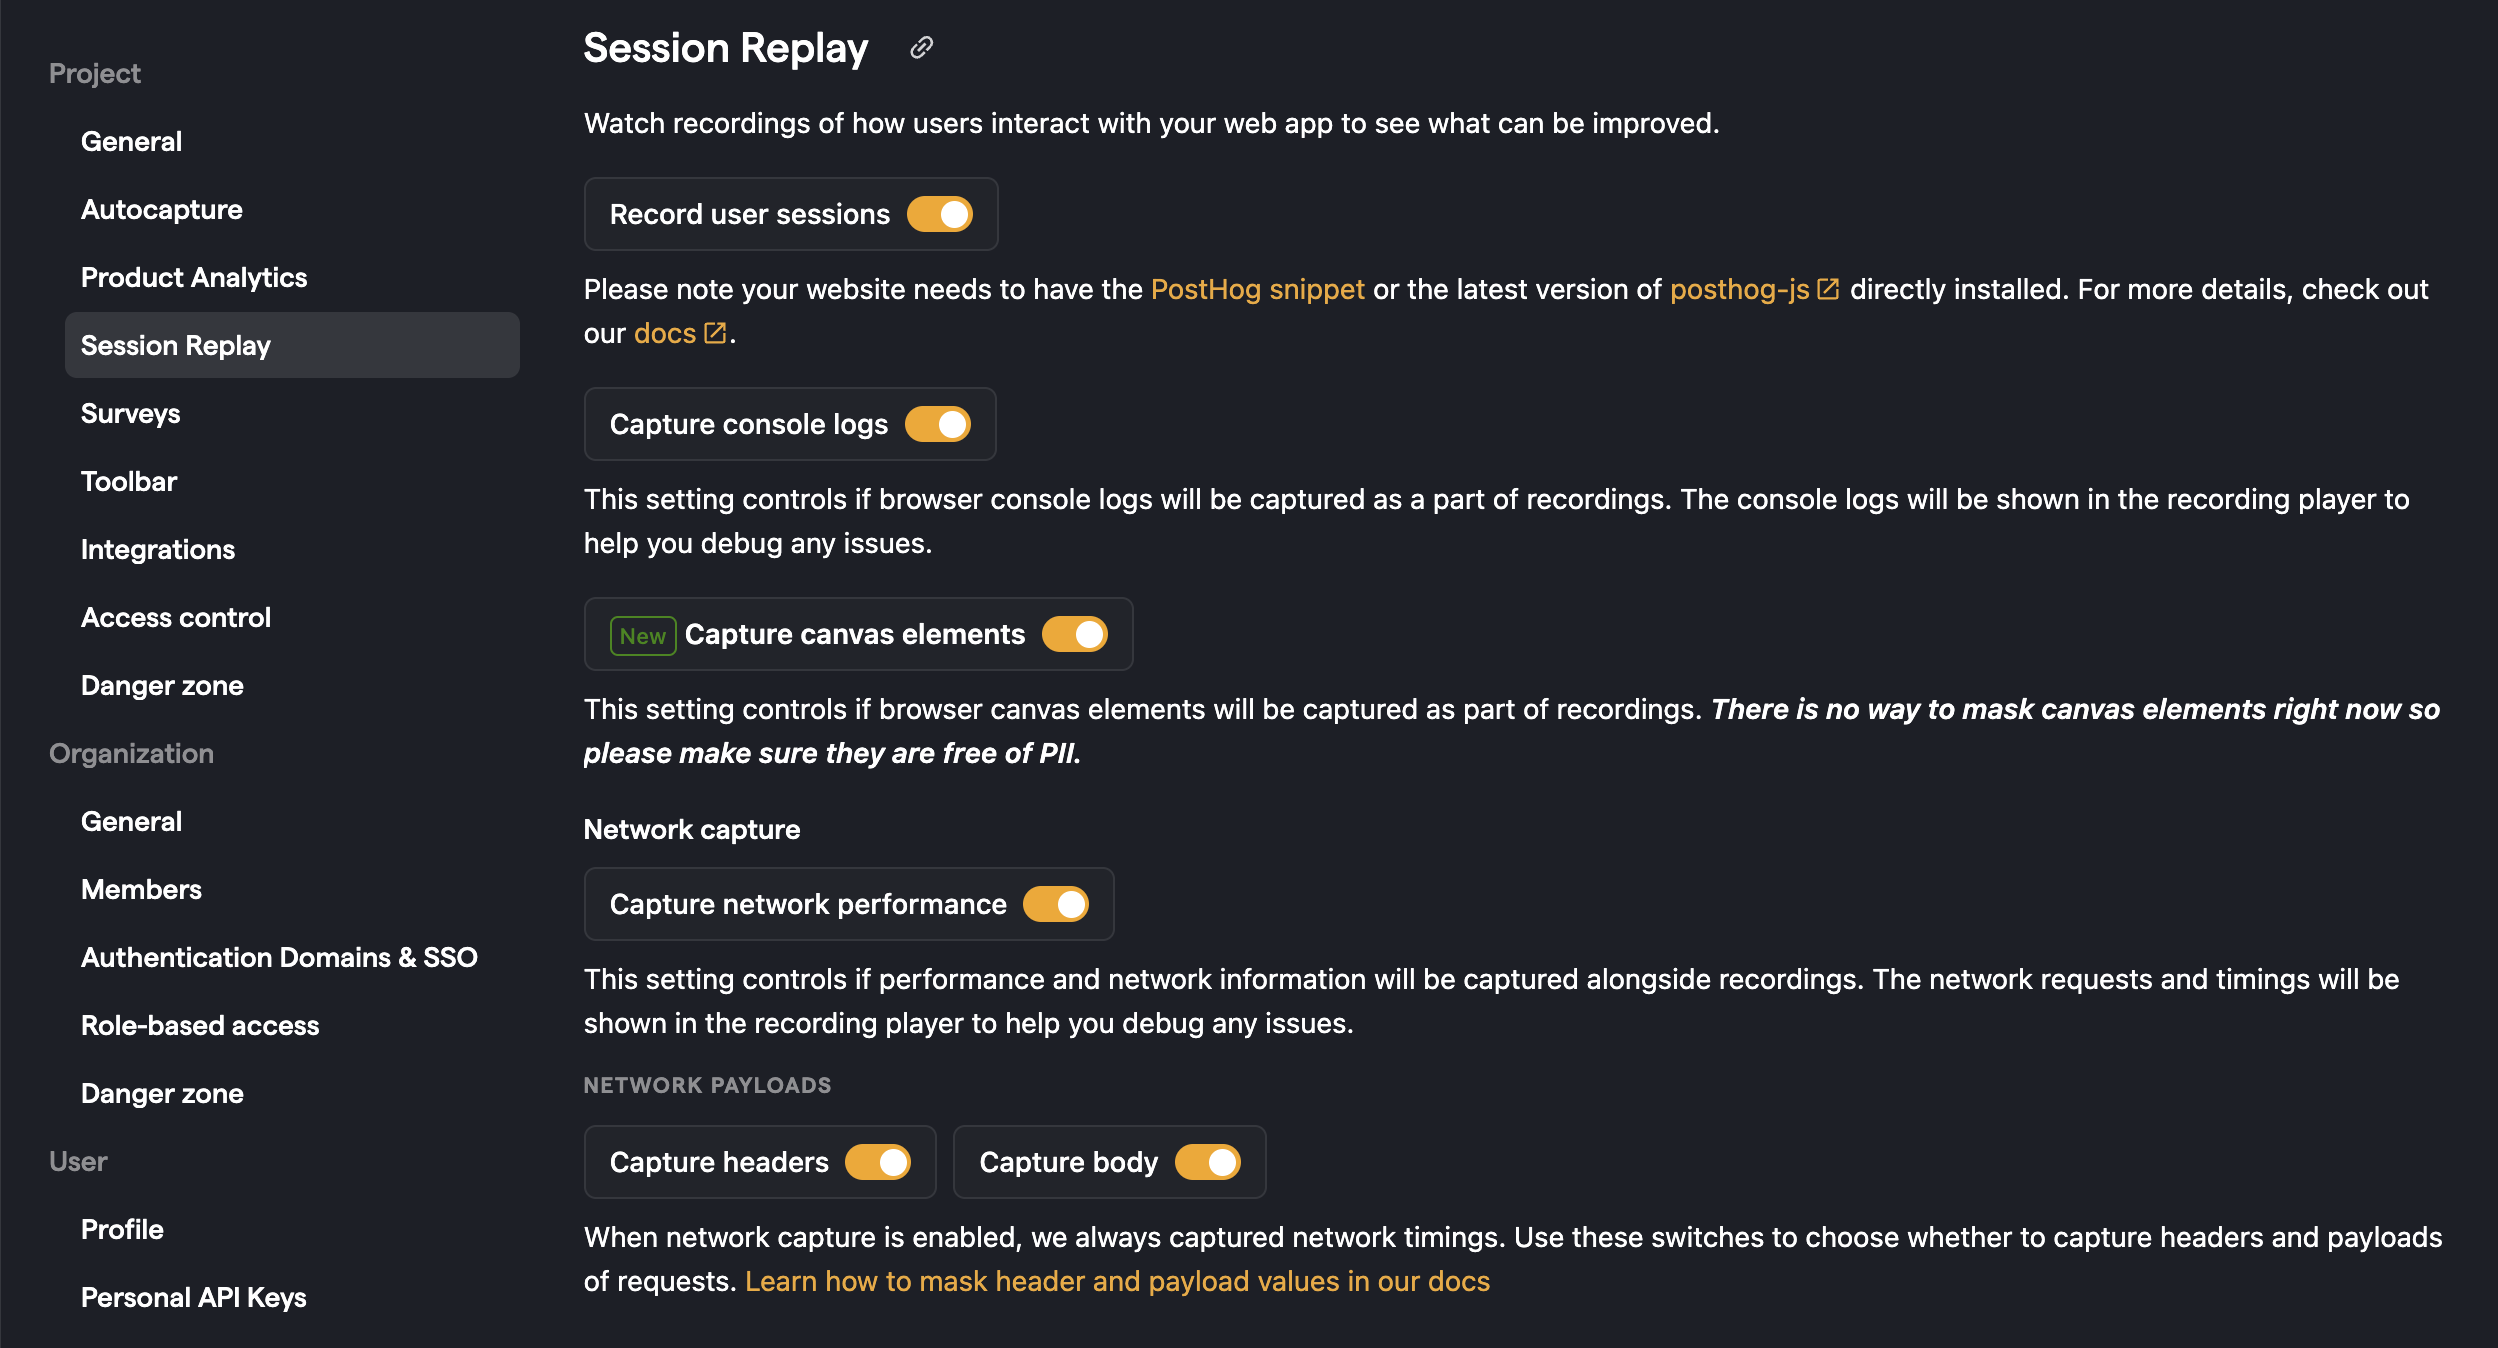 Project
General
Autocapture
Product Analytics
Session Replay
Surveys
Toolbar
Integrations
Access control
Danger zone
Organization
General
Members
Authentication Domains & SSO
Role-based access
Danger zone
User
Profile
Personal API Keys
Session Replay
Watch recordings of how users interact with your web app to see what can be improved.
Record user sessions
Please note your website needs to have the PostHog snippet or the latest version of posthog-js directly installed. For more details, check out
our docs .
Capture console logs
This setting controls if browser console logs will be captured as a part of recordings. The console logs will be shown in the recording player to
help you debug any issues.
New Capture canvas elements
This setting controls if browser canvas elements will be captured as part of recordings. There is no way to mask canvas elements right now so
please make sure they are free of PII.
Network capture
Capture network performance
This setting controls if performance and network information will be captured alongside recordings. The network requests and timings will be
shown in the recording player to help you debug any issues.
NETWORK PAYLOADS
Capture headers
Capture body
When network capture is enabled, we always captured network timings. Use these switches to choose whether to capture headers and payloads
of requests. Learn how to mask header and payload values in our docs